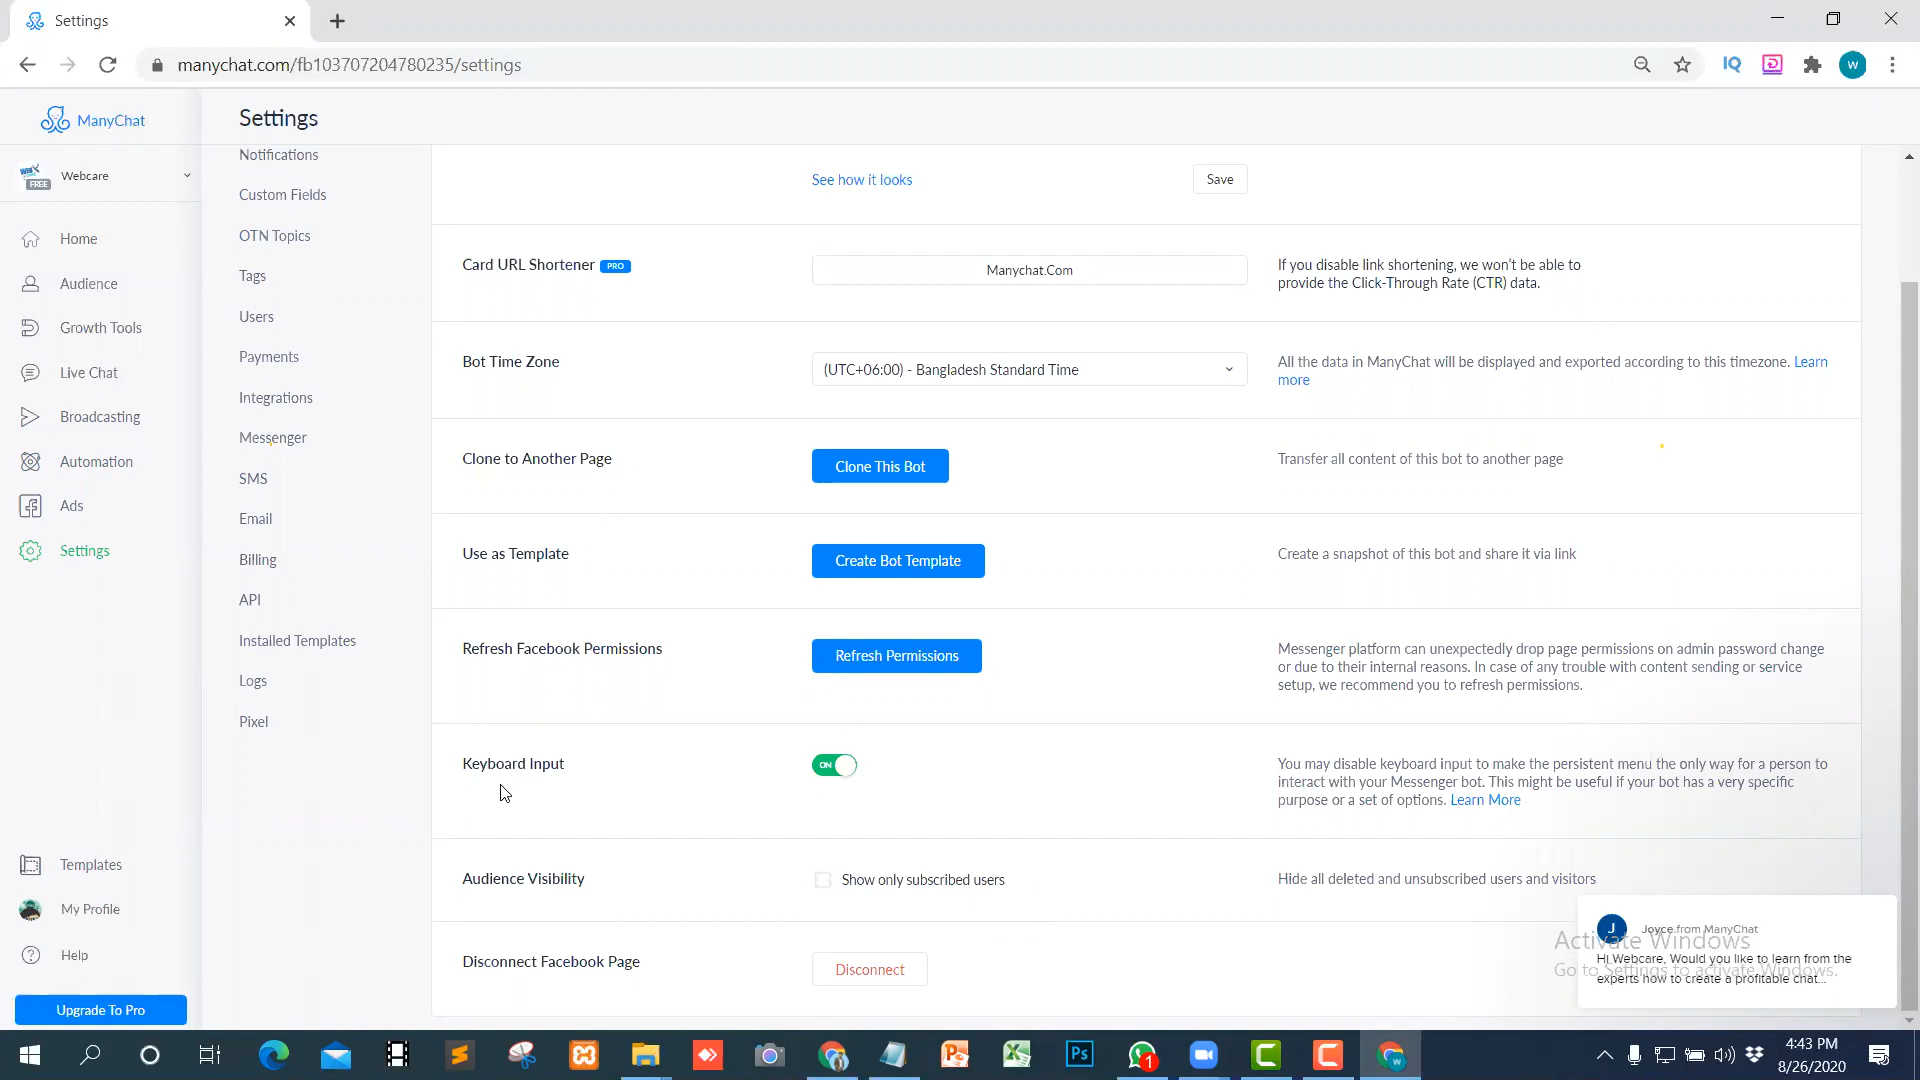 Settings
manychat.com/fb103707204780235/settings
IQ
W
ManyChat
Settings
FREE
Webcare
Home
Audience
Growth Tools
Live Chat
Broadcasting
Automation
Ads
Settings
Templates
My Profile
Help
Upgrade To Pro
Notifications
Custom Fields
OTN Topics
Tags
Users
Payments
Integrations
Messenger
SMS
Email
Billing
API
Installed Templates
Logs
Pixel
See how it looks
Save
Card URL Shortener PRO
Manychat.Com
If you disable link shortening, we won't be able to
provide the Click-Through Rate (CTR) data.
Bot Time Zone
(UTC+06:00) - Bangladesh Standard Time
All the data in ManyChat will be displayed and exported according to this timezone. Learn
more
Clone to Another Page
Clone This Bot
Transfer all content of this bot to another page
Use as Template
Create Bot Template
Create a snapshot of this bot and share it via link
Refresh Facebook Permissions
Refresh Permissions
Messenger platform can unexpectedly drop page permissions on admin password change
or due to their internal reasons. In case of any trouble with content sending or service
setup, we recommend you to refresh permissions.
Keyboard Input
ON
You may disable keyboard input to make the persistent menu the only way for a person to
interact with your Messenger bot. This might be useful if your bot has a very specific
purpose or a set of options. Learn More
Audience Visibility
Show only subscribed users
Hide all deleted and unsubscribed users and visitors
Disconnect Facebook Page
Disconnect
J
Joyce from ManyChat
Hi Webcare, Would you like to learn from the
experts how to create a profitable chat...
Activate Windows
Go to Settings to activate Windows.
Ps
1
4:43 PM
8/26/2020